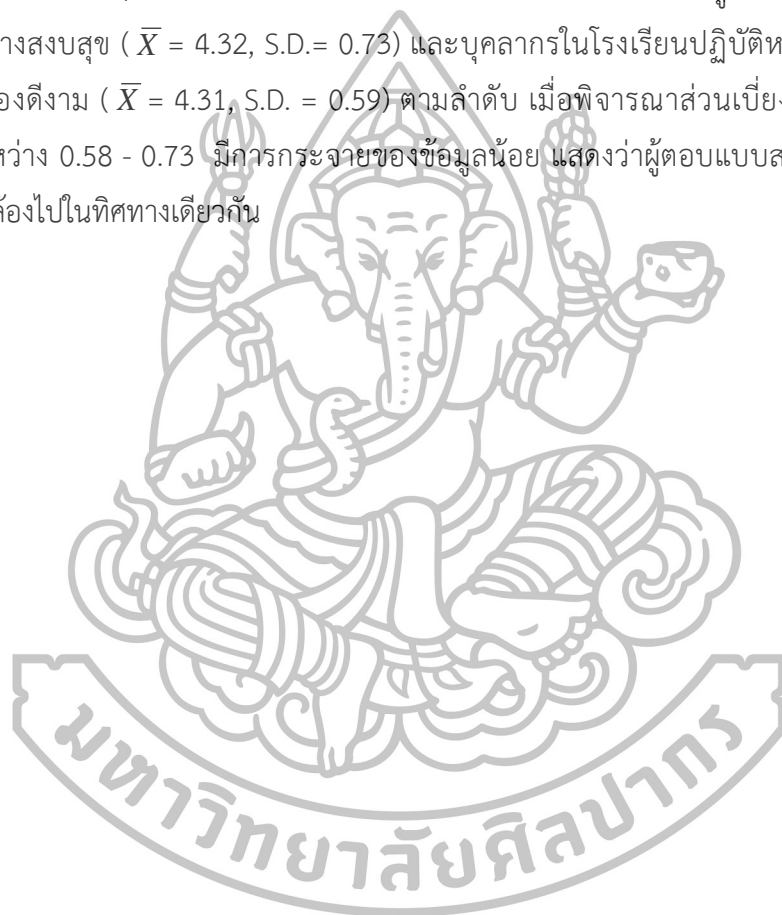 างสงบสุข ( X̄ = 4.32, S.D.= 0.73) และบุคลากรในโรงเรียนปฏิบัติห
องดีงาม ( X̄ = 4.31, S.D. = 0.59) ตามลำดับ เมื่อพิจารณาส่วนเบี่ยง
หว่าง 0.58 - 0.73 มีการกระจายของข้อมูลน้อย แสดงว่าผู้ตอบแบบส
ล้องไปในทิศทางเดียวกัน
มหาวิทยาลัยศิลปากร